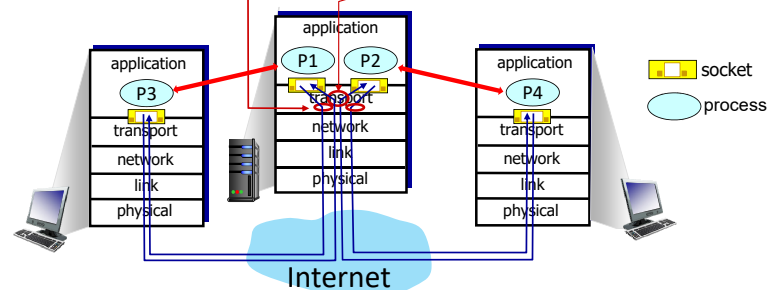 application
P1 P2
transport
network
link
physical
application
P3
transport
network
link
physical
application
P4
transport
network
link
physical
socket
process
Internet